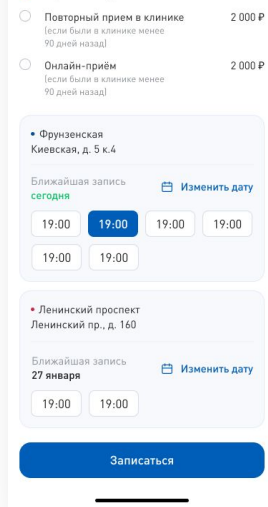 Повторный прием в клинике 2 000 ₽
(если были в клинике менее
90 дней назад)
Онлайн-приём 2 000 ₽
(если были в клинике менее
90 дней назад)
Фрунзенская
Киевская, д. 5 к.4
Ближайшая запись
сегодня
Изменить дату
19:00 19:00 19:00 19:00
19:00 19:00
Ленинский проспект
Ленинский пр., д. 160
Ближайшая запись
27 января
Изменить дату
19:00 19:00
Записаться